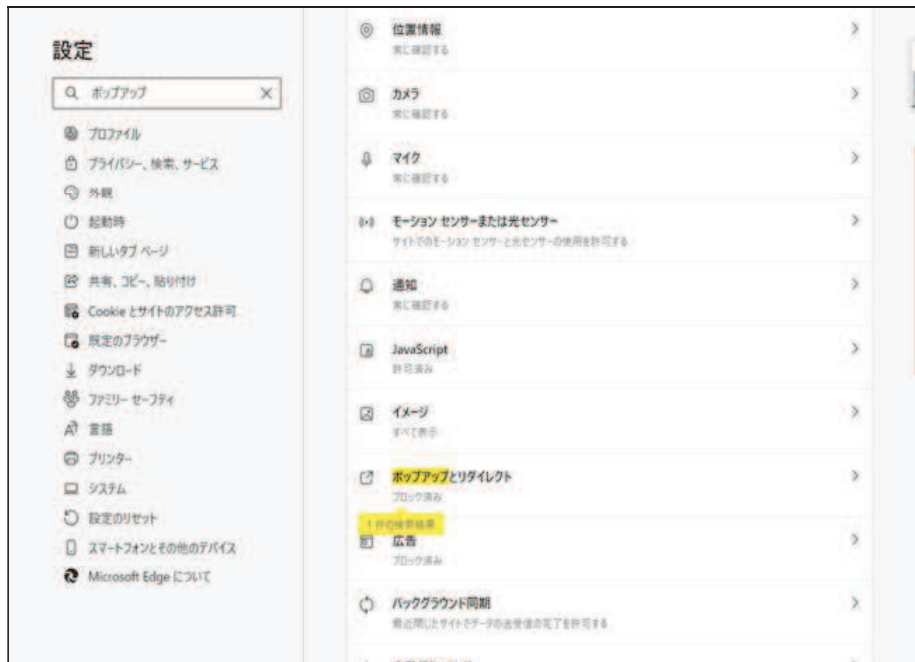 設定
ポップアップ
プロファイル
プライバシー、検索、サービス
外観
起動時
新しいタブ ページ
共有、コピー、貼り付け
Cookie とサイトのアクセス許可
既定のブラウザー
ダウンロード
ファミリー セーフティ
言語
プリンター
システム
設定のリセット
スマートフォンとその他のデバイス
Microsoft Edge について
位置情報
常に確認する
カメラ
常に確認する
マイク
常に確認する
モーション センサーまたは光センサー
サイトでのモーション センサーと光センサーの使用を許可する
通知
常に確認する
JavaScript
許可済み
イメージ
すべて表示
ポップアップとリダイレクト
ブロック済み
1 件の検索結果
広告
ブロック済み
バックグラウンド同期
最近閉じたサイトでデータの送受信の完了を許可する